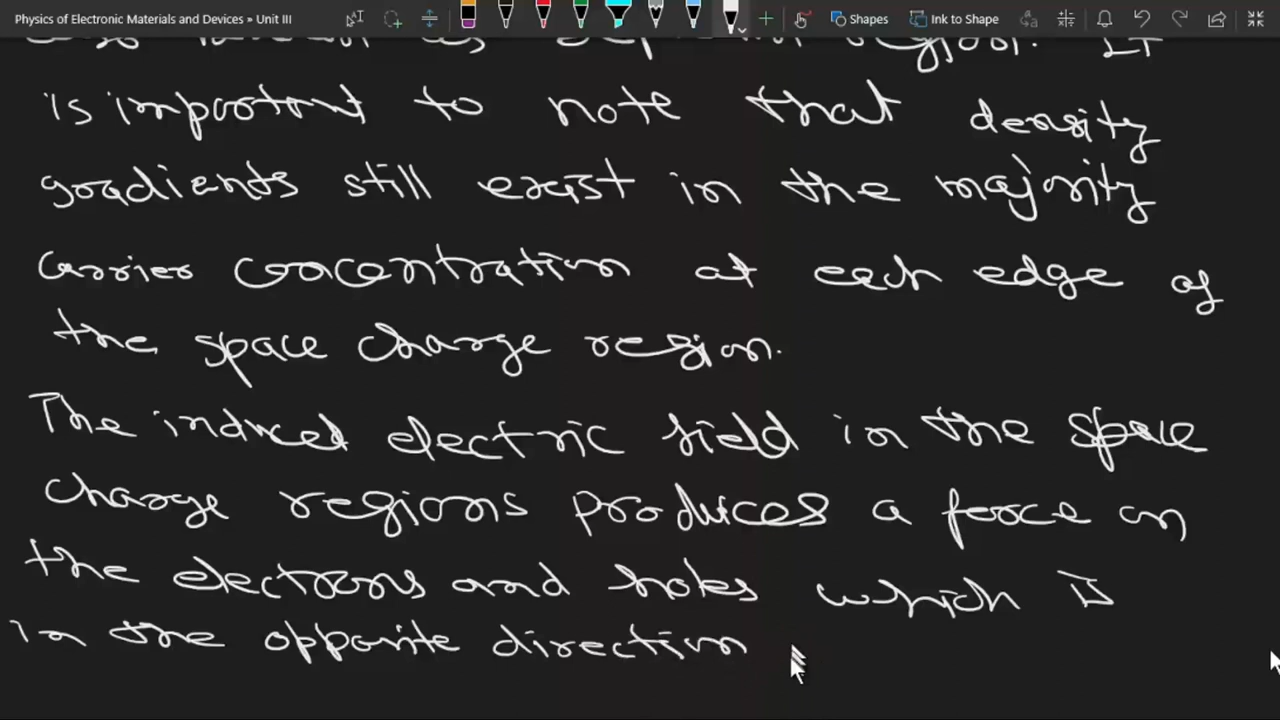 Physics of Electronic Materials and Devices » Unit III
Shapes
Ink to Shape
region. It
is important to note that density
gradients still exist in the majority
carrier concentration at each edge of
the space charge region.
The induced electric field in the space
charge regions produces a force on
the electrons and holes which is
in the opposite direction